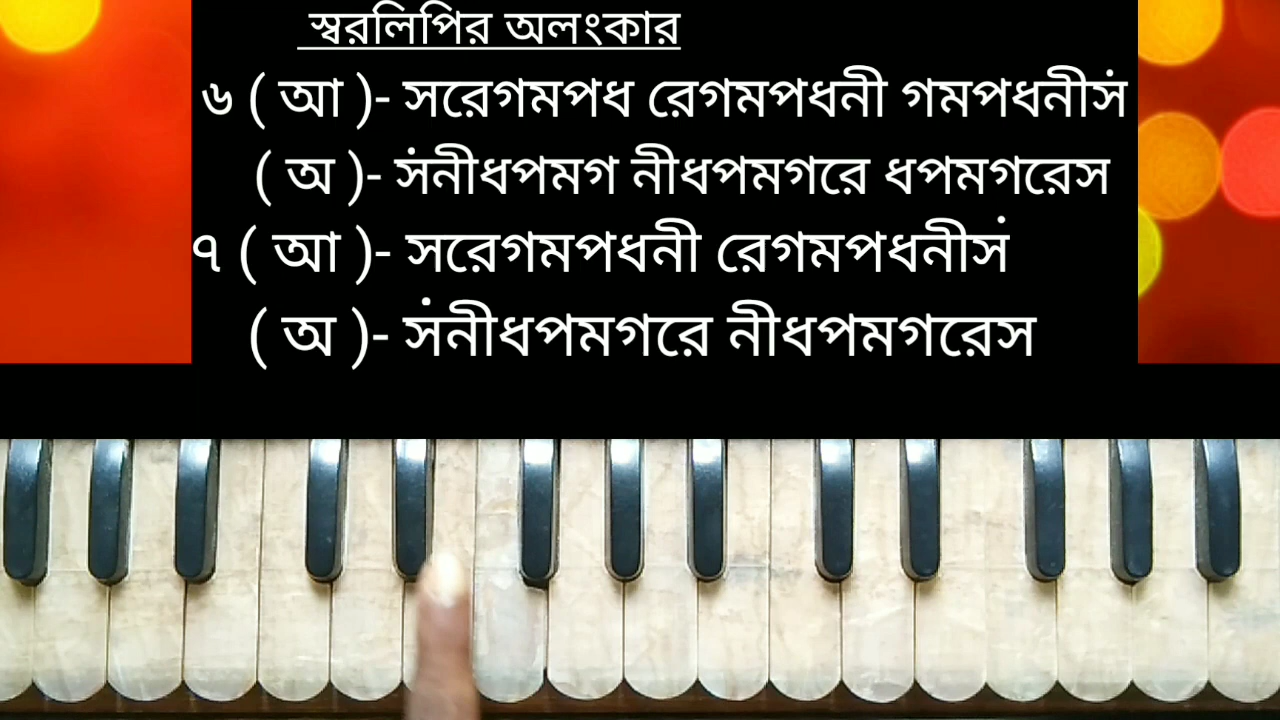 স্বরলিপির অলংকার
৬ ( আ )- সরেগমপধ রেগমপধনী গমপধনীসং
( অ )- সংনীধপমগ নীধপমগরে ধপমগরেস
৭ ( আ )- সরেগমপধনী রেগমপধনীস˙
( অ )- স˙নীধপমগরে নীধপমগরেস